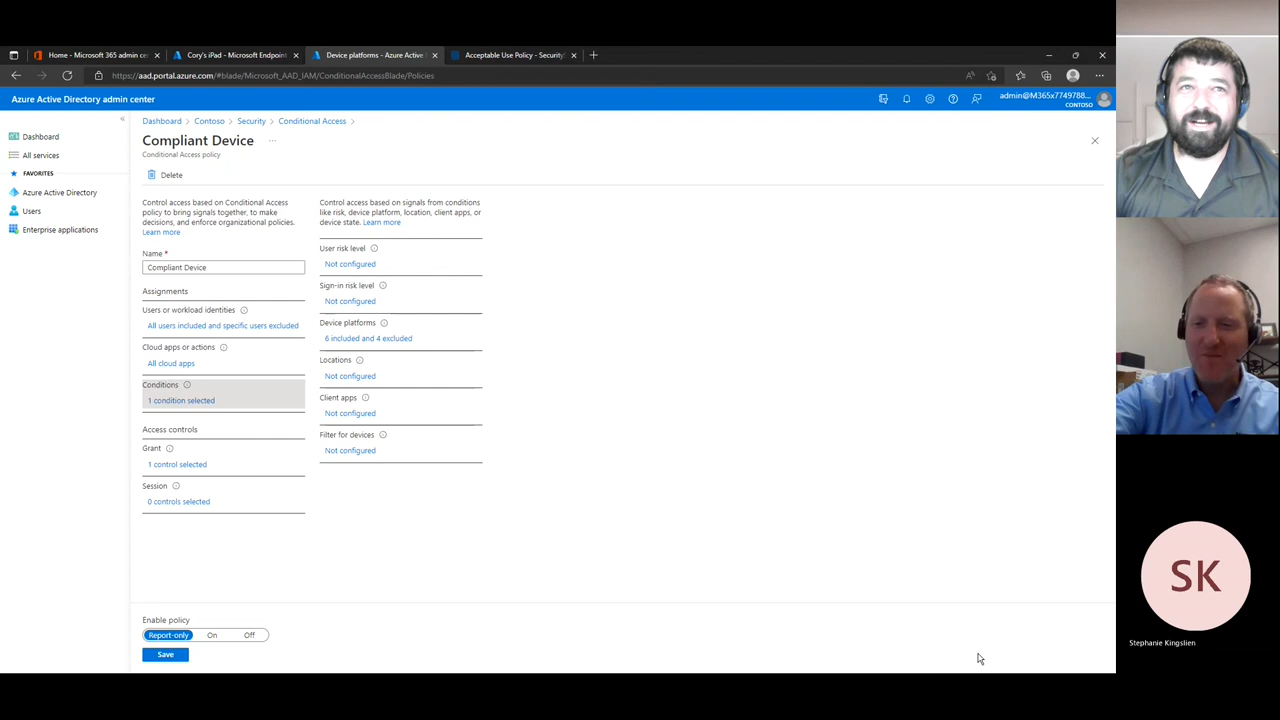 Home - Microsoft 365 admin ce
Cory's iPad - Microsoft Endpoint
Device platforms - Azure Active
Acceptable Use Policy - Security
https://aad.portal.azure.com/#blade/Microsoft_AAD_IAM/ConditionalAccessBlade/Policies
Azure Active Directory admin center
admin@M365x7749788...
CONTOSO
Dashboard
All services
FAVORITES
Azure Active Directory
Users
Enterprise applications
Dashboard > Contoso > Security > Conditional Access >
Compliant Device ...
Conditional Access policy
Delete
Control access based on Conditional Access
policy to bring signals together, to make
decisions, and enforce organizational policies.
Learn more
Name *
Compliant Device
Assignments
Users or workload identities
All users included and specific users excluded
Cloud apps or actions
All cloud apps
Conditions
1 condition selected
Access controls
Grant
1 control selected
Session
0 controls selected
Control access based on signals from conditions
like risk, device platform, location, client apps, or
device state. Learn more
User risk level
Not configured
Sign-in risk level
Not configured
Device platforms
6 included and 4 excluded
Locations
Not configured
Client apps
Not configured
Filter for devices
Not configured
Enable policy
Report-only On Off
Save
SK
Stephanie Kingslien